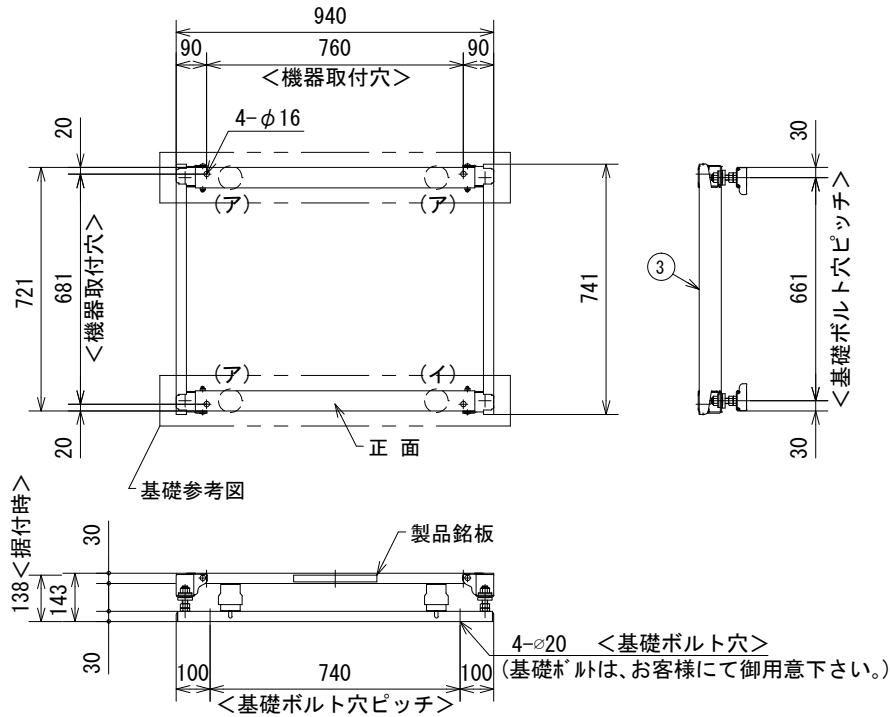 940
90 760 90
＜機器取付穴＞
4-φ16
20
721
681
＜機器取付穴＞
20
(ア) (ア)
(ア) (イ)
正 面
基礎参考図
741
3
30
661
＜基礎ボルト穴ピッチ＞
30
138＜据付時＞
143
30
30
製品銘板
4-⌀20 ＜基礎ボルト穴＞
(基礎ﾎﾞﾙﾄは、お客様にて御用意下さい。)
100 740 100
＜基礎ボルト穴ピッチ＞